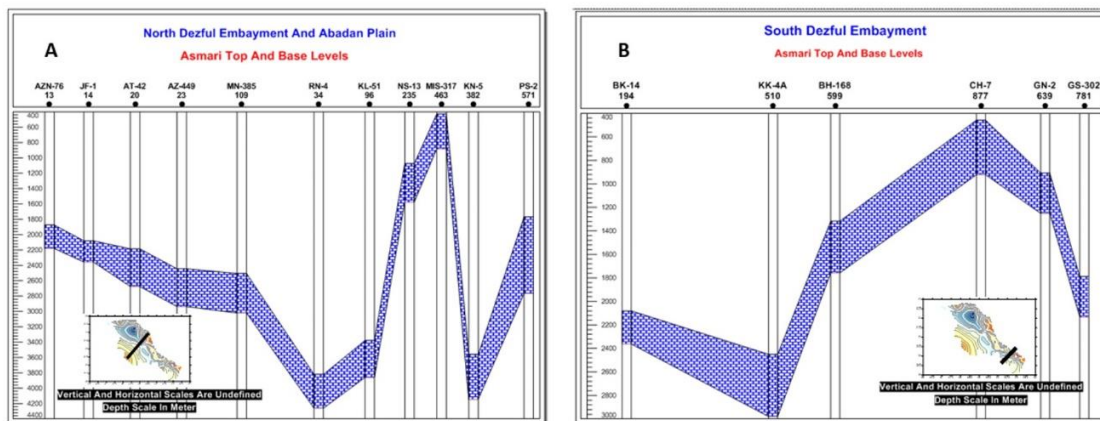 A
North Dezful Embayment And Abadan Plain
Asmari Top And Base Levels
AZN-76 JF-1 AT-42 AZ-449 MN-385 RN-4 KL-51 NS-13 MIS-317 KN-5 PS-2
13 14 20 23 109 34 96 235 463 382 571
400
600
800
1000
1200
1400
1600
1800
2000
2200
2400
2600
2800
3000
3200
3400
3600
3800
4000
4200
4400
Vertical And Horizontal Scales Are Undefined
Depth Scale In Meter
B
South Dezful Embayment
Asmari Top And Base Levels
BK-14 KK-4A BH-168 CH-7 GN-2 GS-302
194 510 599 877 639 781
400
600
800
1000
1200
1400
1600
1800
2000
2200
2400
2600
2800
3000
Vertical And Horizontal Scales Are Undefined
Depth Scale In Meter